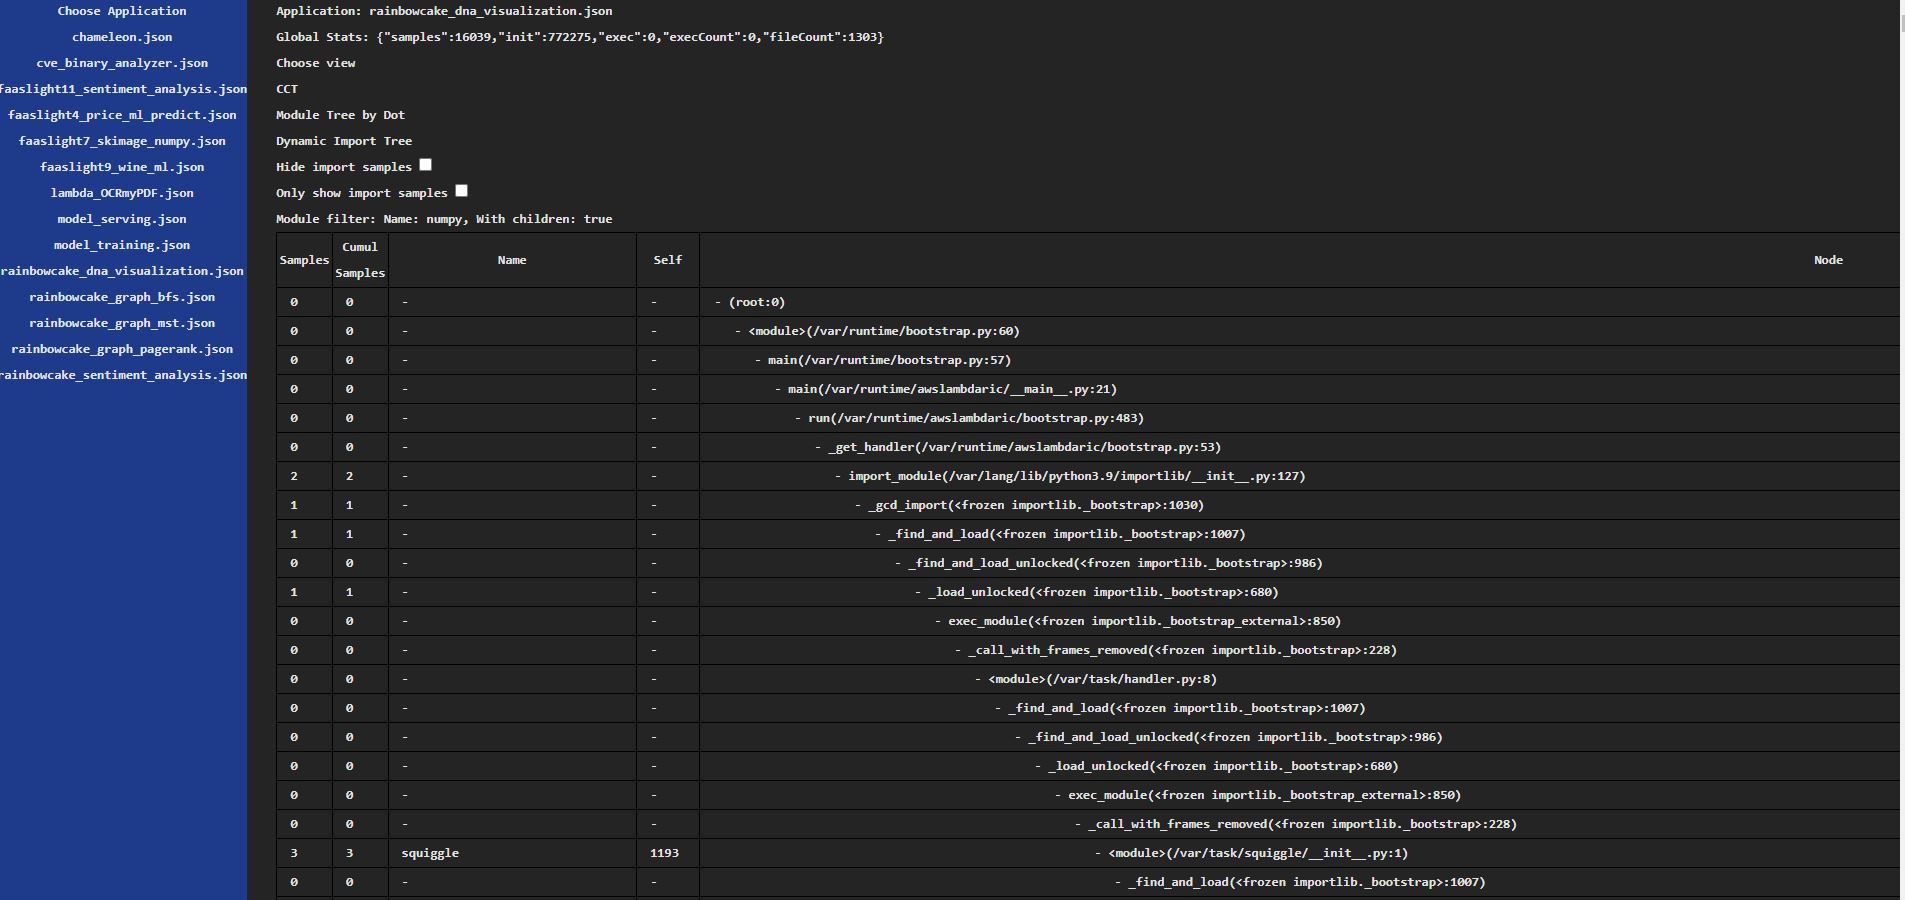 Choose Application
chameleon.json
cve_binary_analyzer.json
faaslight11_sentiment_analysis.json
faaslight4_price_ml_predict.json
faaslight7_skimage_numpy.json
faaslight9_wine_ml.json
lambda_OCRmyPDF.json
model_serving.json
model_training.json
rainbowcake_dna_visualization.json
rainbowcake_graph_bfs.json
rainbowcake_graph_mst.json
rainbowcake_graph_pagerank.json
rainbowcake_sentiment_analysis.json
Application: rainbowcake_dna_visualization.json
Global Stats: {"samples":16039,"init":772275,"exec":0,"execCount":0,"fileCount":1303}
Choose view
CCT
Module Tree by Dot
Dynamic Import Tree
Hide import samples
Only show import samples
Module filter: Name: numpy, With children: true
Samples Cumul Samples Name Self Node
0 0 - - - (root:0)
0 0 - - - <module>(/var/runtime/bootstrap.py:60)
0 0 - - - main(/var/runtime/bootstrap.py:57)
0 0 - - - main(/var/runtime/awslambdaric/__main__.py:21)
0 0 - - - run(/var/runtime/awslambdaric/bootstrap.py:483)
0 0 - - - _get_handler(/var/runtime/awslambdaric/bootstrap.py:53)
2 2 - - - import_module(/var/lang/lib/python3.9/importlib/__init__.py:127)
1 1 - - - _gcd_import(<frozen importlib._bootstrap>:1030)
1 1 - - - _find_and_load(<frozen importlib._bootstrap>:1007)
0 0 - - - _find_and_load_unlocked(<frozen importlib._bootstrap>:986)
1 1 - - - _load_unlocked(<frozen importlib._bootstrap>:680)
0 0 - - - exec_module(<frozen importlib._bootstrap_external>:850)
0 0 - - - _call_with_frames_removed(<frozen importlib._bootstrap>:228)
0 0 - - - <module>(/var/task/handler.py:8)
0 0 - - - _find_and_load(<frozen importlib._bootstrap>:1007)
0 0 - - - _find_and_load_unlocked(<frozen importlib._bootstrap>:986)
0 0 - - - _load_unlocked(<frozen importlib._bootstrap>:680)
0 0 - - - exec_module(<frozen importlib._bootstrap_external>:850)
0 0 - - - _call_with_frames_removed(<frozen importlib._bootstrap>:228)
3 3 squiggle 1193 - <module>(/var/task/squiggle/__init__.py:1)
0 0 - - - _find_and_load(<frozen importlib._bootstrap>:1007)